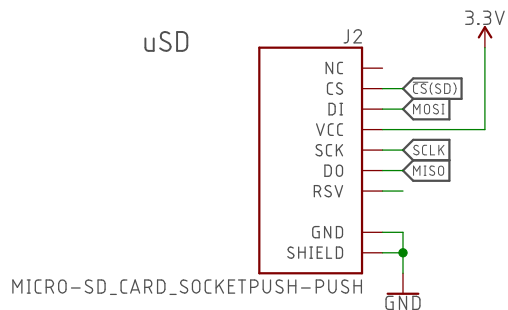 3.3V
uSD
J2
NC
CS
CS(SD)
DI
MOSI
VCC
SCK
SCLK
DO
MISO
RSV
GND
SHIELD
MICRO-SD_CARD_SOCKETPUSH-PUSH
GND